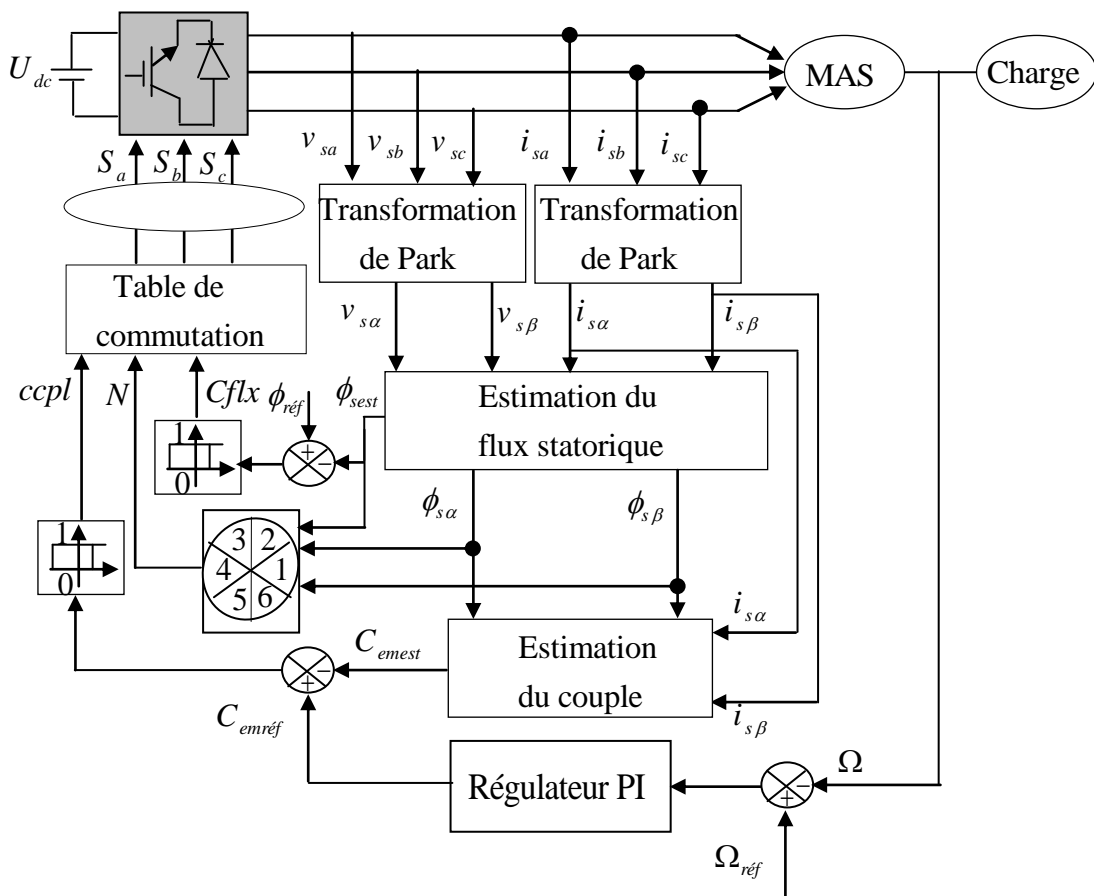 U_dc
MAS
Charge
v_sa
v_sb
v_sc
i_sa
i_sb
i_sc
S_a
S_b
S_c
Transformation
de Park
Transformation
de Park
Table de
commutation
v_sα
v_sβ
i_sα
i_sβ
ccpl
N
Cflx
ϕ_réf
ϕ_sest
Estimation du
flux statorique
1
0
+
−
ϕ_sα
ϕ_sβ
1
0
3 2
4 1
5 6
i_sα
C_emest
Estimation
du couple
−
+
C_emréf
i_sβ
Régulateur PI
Ω
−
+
Ω_réf